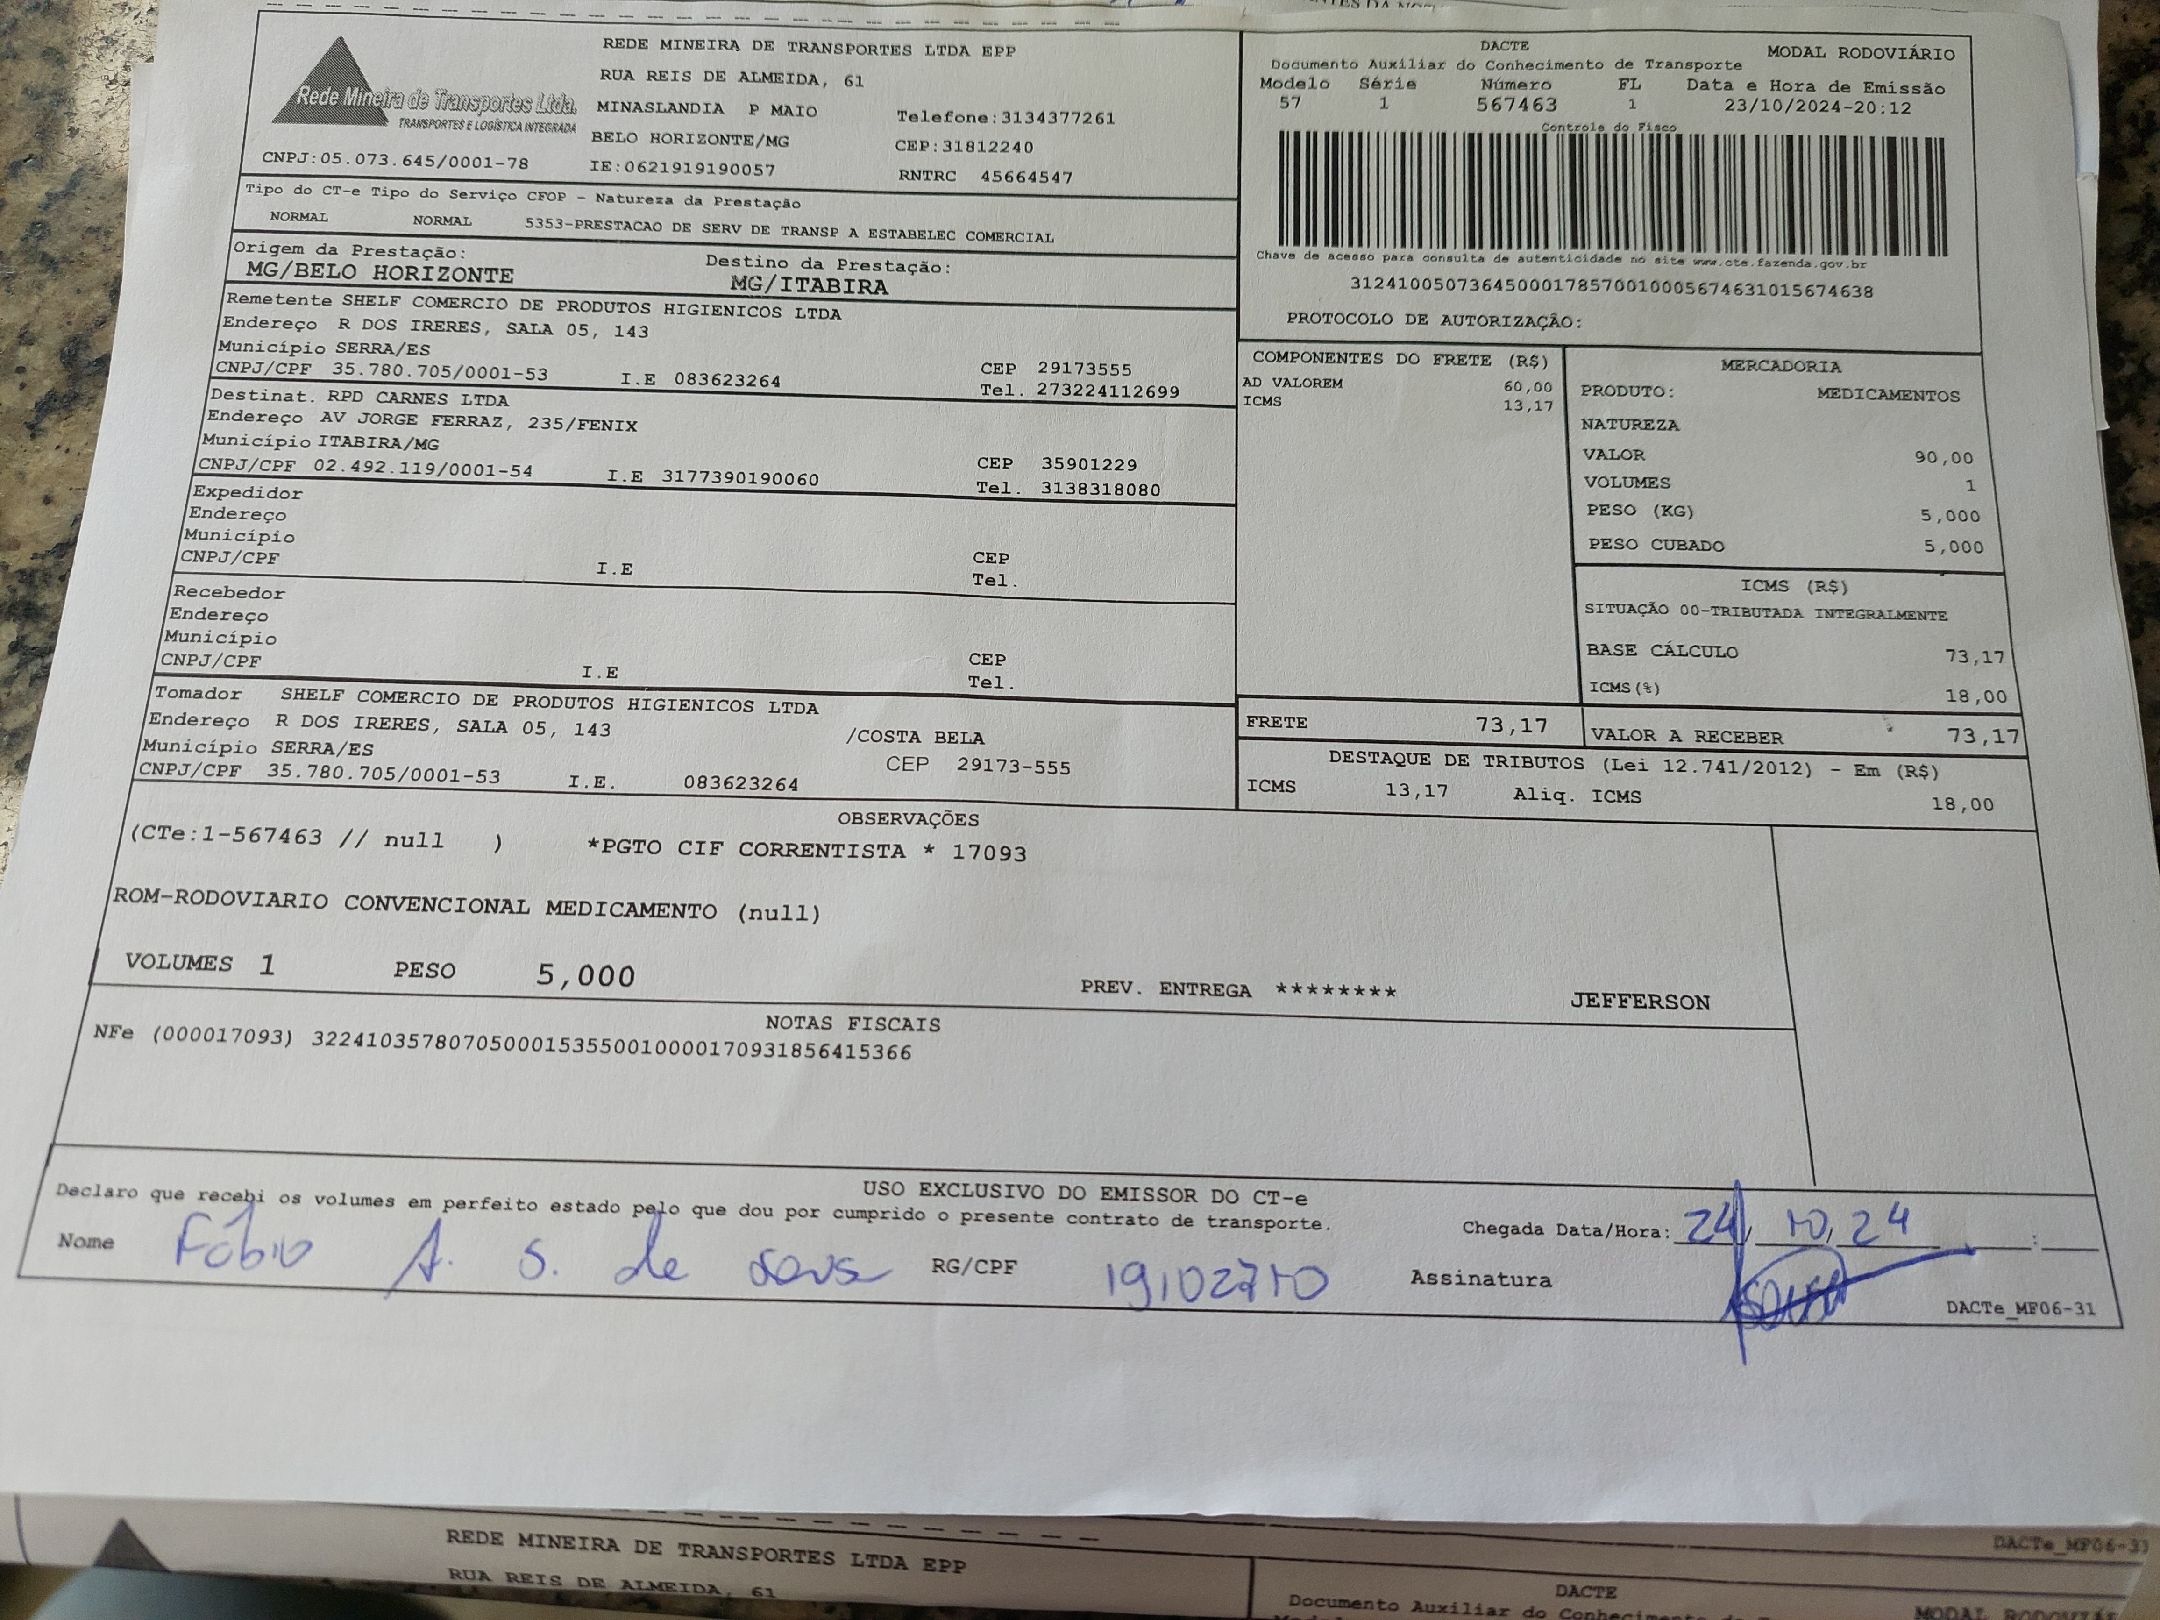 REDE MINEIRA DE TRANSPORTES LTDA EPP
RUA REIS DE ALMEIDA, 61
Rede Mineira de Transportes Ltda.
TRANSPORTES E LOGÍSTICA INTEGRADA
MINASLANDIA P MAIO
Telefone:3134377261
BELO HORIZONTE/MG
CEP:31812240
CNPJ:05.073.645/0001-78
IE:0621919190057
RNTRC 45664547
DACTE
MODAL RODOVIÁRIO
Documento Auxiliar do Conhecimento de Transporte
Modelo Série Número FL Data e Hora de Emissão
57 1 567463 1 23/10/2024-20:12
Controle do Fisco
Chave de acesso para consulta de autenticidade no site www.cte.fazenda.gov.br
31241005073645000178570010005674631015674638
PROTOCOLO DE AUTORIZAÇÃO:
Tipo do CT-e Tipo do Serviço CFOP - Natureza da Prestação
NORMAL NORMAL 5353-PRESTACAO DE SERV DE TRANSP A ESTABELEC COMERCIAL
Origem da Prestação: Destino da Prestação:
MG/BELO HORIZONTE MG/ITABIRA
Remetente SHELF COMERCIO DE PRODUTOS HIGIENICOS LTDA
Endereço R DOS IRERES, SALA 05, 143
Município SERRA/ES
CEP 29173555
CNPJ/CPF 35.780.705/0001-53 I.E 083623264
Tel. 273224112699
Destinat. RPD CARNES LTDA
Endereço AV JORGE FERRAZ, 235/FENIX
Município ITABIRA/MG
CEP 35901229
CNPJ/CPF 02.492.119/0001-54 I.E 3177390190060
Tel. 3138318080
Expedidor
Endereço
Município
CNPJ/CPF I.E CEP
Tel.
Recebedor
Endereço
Município
CNPJ/CPF I.E CEP
Tel.
Tomador SHELF COMERCIO DE PRODUTOS HIGIENICOS LTDA
Endereço R DOS IRERES, SALA 05, 143 /COSTA BELA
Município SERRA/ES CEP 29173-555
CNPJ/CPF 35.780.705/0001-53 I.E. 083623264
COMPONENTES DO FRETE (R$)
AD VALOREM 60,00
ICMS 13,17
MERCADORIA
PRODUTO: MEDICAMENTOS
NATUREZA
VALOR 90,00
VOLUMES 1
PESO (KG) 5,000
PESO CUBADO 5,000
ICMS (R$)
SITUAÇÃO 00-TRIBUTADA INTEGRALMENTE
BASE CÁLCULO 73,17
ICMS(%) 18,00
FRETE 73,17 VALOR A RECEBER 73,17
DESTAQUE DE TRIBUTOS (Lei 12.741/2012) - Em (R$)
ICMS 13,17 Aliq. ICMS 18,00
OBSERVAÇÕES
(CTe:1-567463 // null ) *PGTO CIF CORRENTISTA * 17093
ROM-RODOVIARIO CONVENCIONAL MEDICAMENTO (null)
VOLUMES 1 PESO 5,000 PREV. ENTREGA ******** JEFFERSON
NOTAS FISCAIS
NFe (000017093) 32241035780705000153550010000170931856415366
USO EXCLUSIVO DO EMISSOR DO CT-e
Declaro que recebi os volumes em perfeito estado pelo que dou por cumprido o presente contrato de transporte.
Chegada Data/Hora: 24/10/24 :
Nome Fábio A. S. de RG/CPF 19102710 Assinatura
DACTe_MF06-31
DACTe_MF06-31
REDE MINEIRA DE TRANSPORTES LTDA EPP
RUA REIS DE ALMEIDA, 61
DACTE
Documento Auxiliar do
MODAL